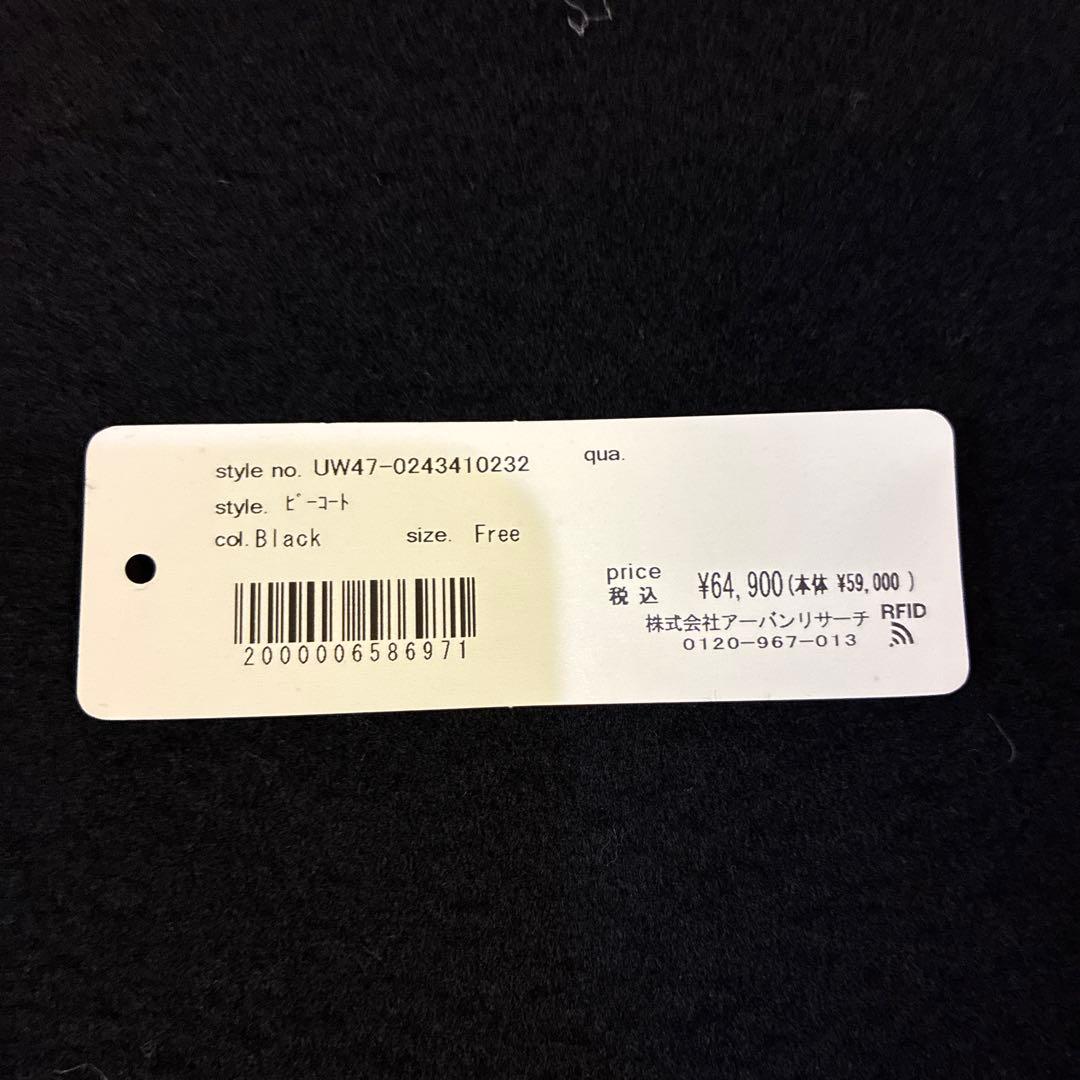 style no. UW47-0243410232
style. ﾋﾟｰｺｰﾄ
col. Black size. Free
2000006586971
qua.
price
税込 ¥64,900(本体 ¥59,000 )
株式会社アーバンリサーチ
0120-967-013
RFID